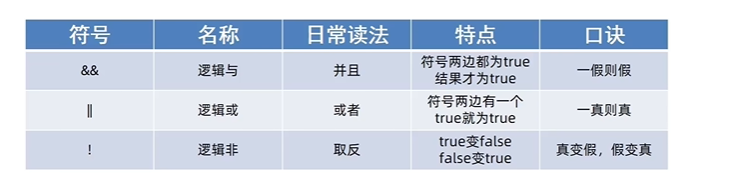 符号 名称 日常读法 特点 口诀
&& 逻辑与 并且 符号两边都为true
结果才为true 一假则假
|| 逻辑或 或者 符号两边有一个
true就为true 一真则真
! 逻辑非 取反 true变false
false变true 真变假，假变真